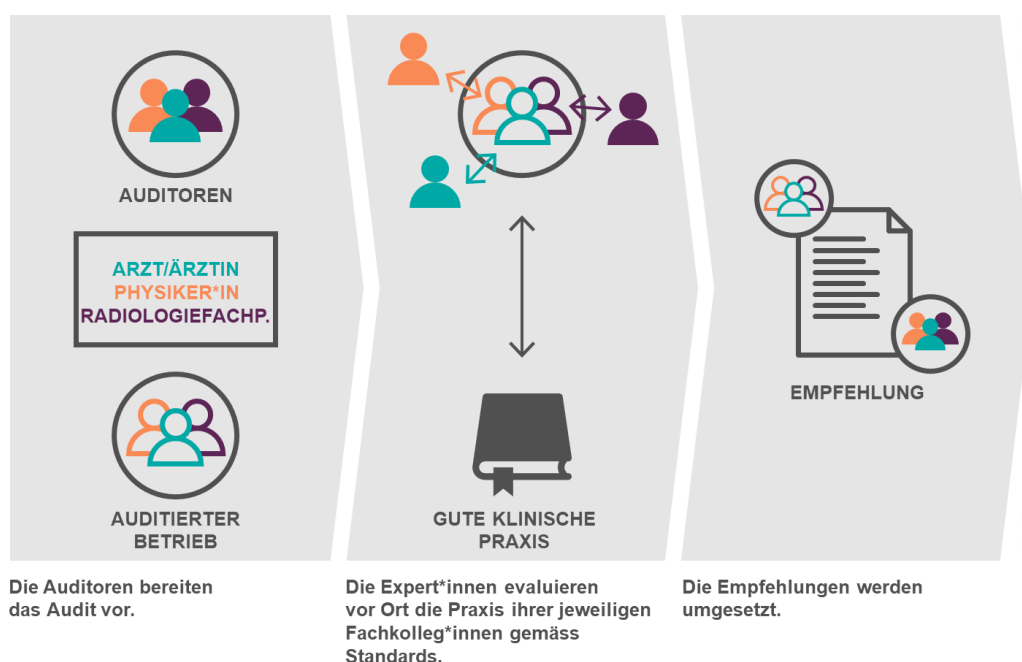 AUDITOREN
ARZT/ÄRZTIN
PHYSIKER*IN
RADIOLOGIEFACHP.
AUDITIERTER
BETRIEB
Die Auditoren bereiten
das Audit vor.
GUTE KLINISCHE
PRAXIS
Die Expert*innen evaluieren
vor Ort die Praxis ihrer jeweiligen
Fachkolleg*innen gemäss
Standards.
EMPFEHLUNG
Die Empfehlungen werden
umgesetzt.